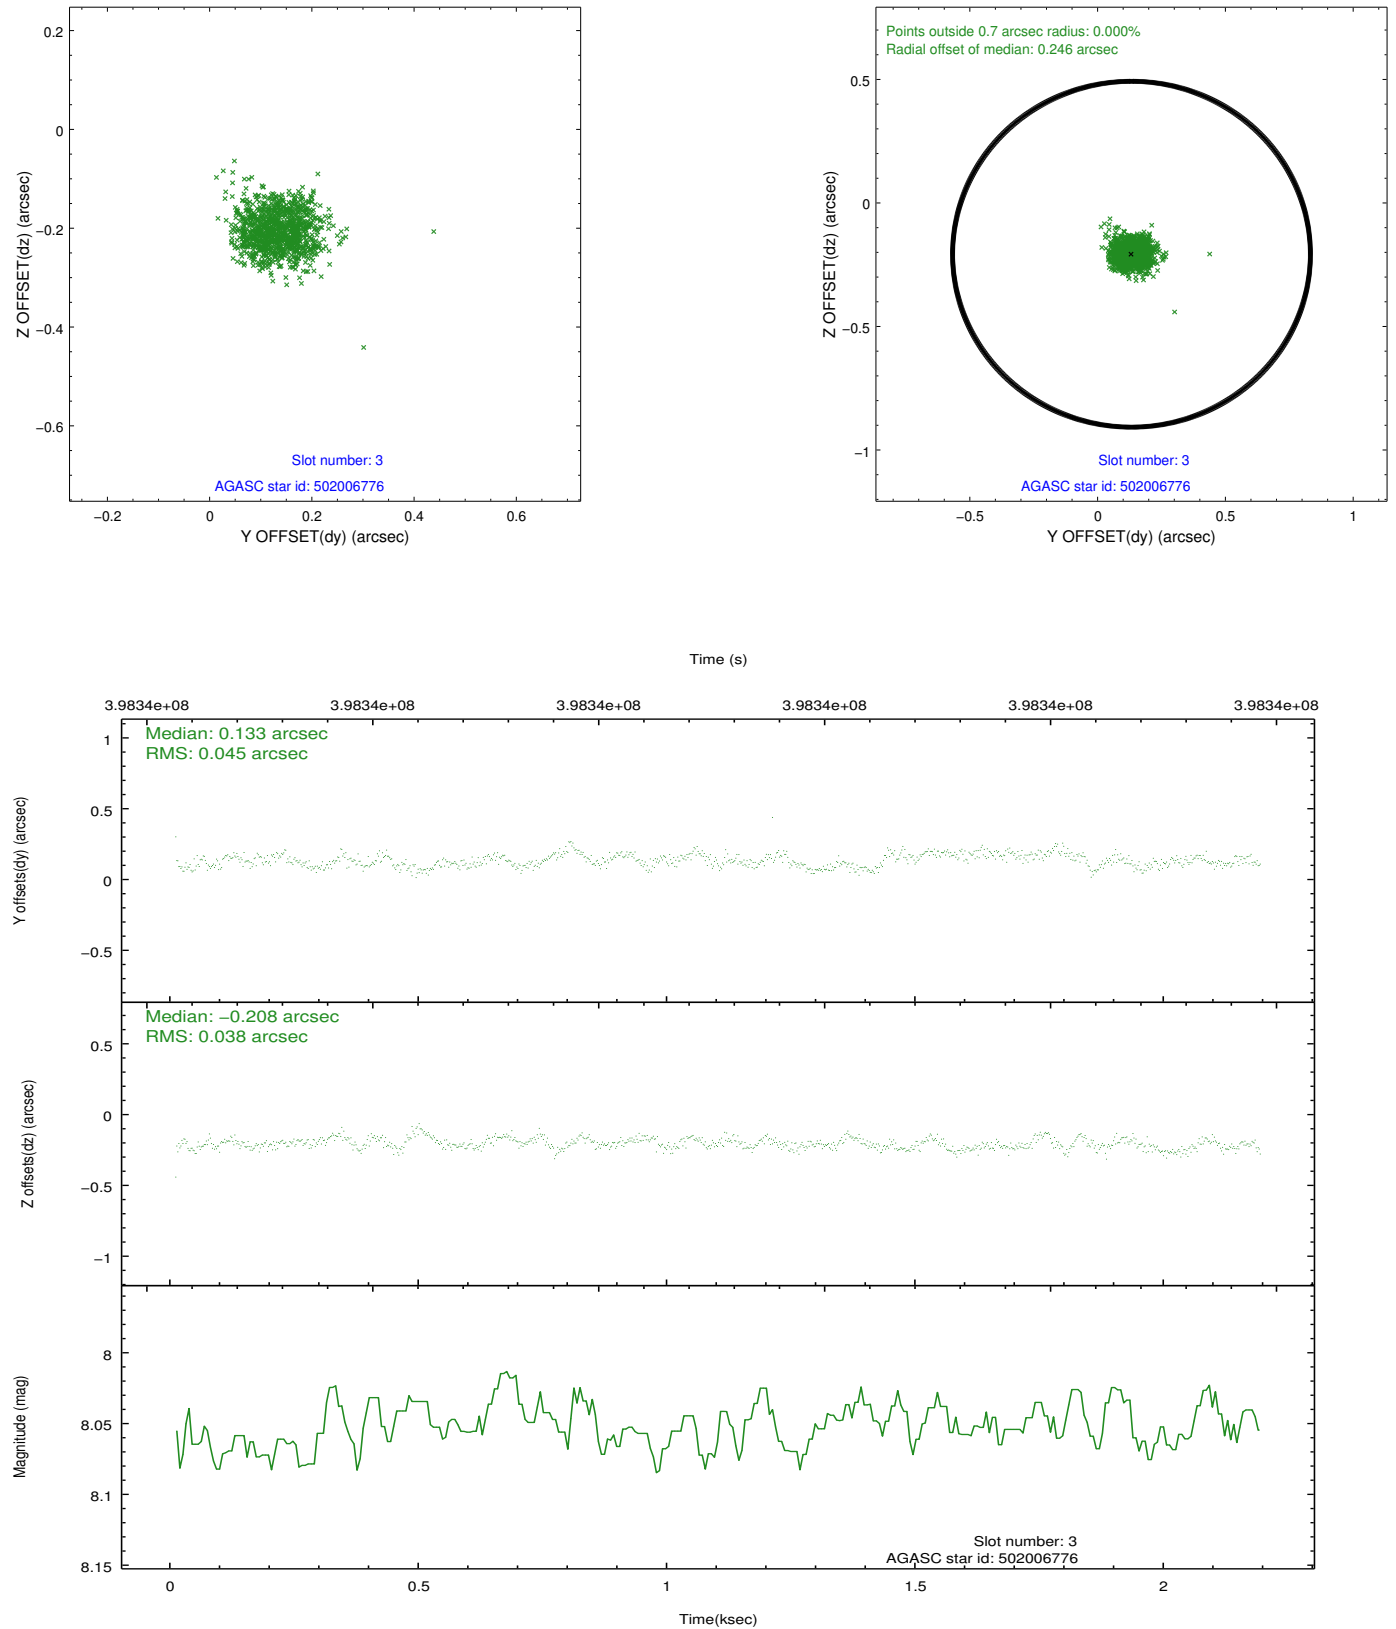 0.2
0
−0.2
−0.4
−0.6
Z OFFSET(dz) (arcsec)
Slot number: 3
AGASC star id: 502006776
−0.2 0 0.2 0.4 0.6
Y OFFSET(dy) (arcsec)
Points outside 0.7 arcsec radius: 0.000%
Radial offset of median: 0.246 arcsec
0.5
0
−0.5
−1
Z OFFSET(dz) (arcsec)
Slot number: 3
AGASC star id: 502006776
−0.5 0 0.5 1
Y OFFSET(dy) (arcsec)
Time (s)
3.9834e+08 3.9834e+08 3.9834e+08 3.9834e+08 3.9834e+08 3.9834e+08
Median: 0.133 arcsec
RMS: 0.045 arcsec
1
0.5
0
−0.5
Y offsets(dy) (arcsec)
Median: −0.208 arcsec
RMS: 0.038 arcsec
0.5
0
−0.5
−1
Z offsets(dz) (arcsec)
8
8.05
8.1
8.15
Magnitude (mag)
Slot number: 3
AGASC star id: 502006776
0 0.5 1 1.5 2
Time(ksec)